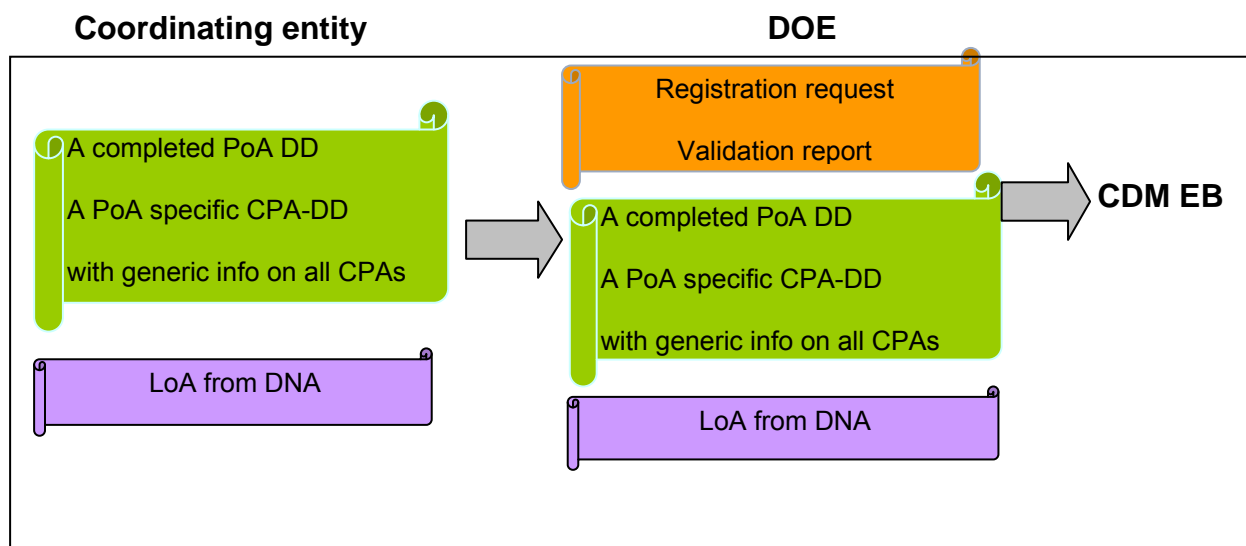 Coordinating entity
DOE
A completed PoA DD
A PoA specific CPA-DD
with generic info on all CPAs
LoA from DNA
Registration request
Validation report
A completed PoA DD
A PoA specific CPA-DD
with generic info on all CPAs
LoA from DNA
CDM EB